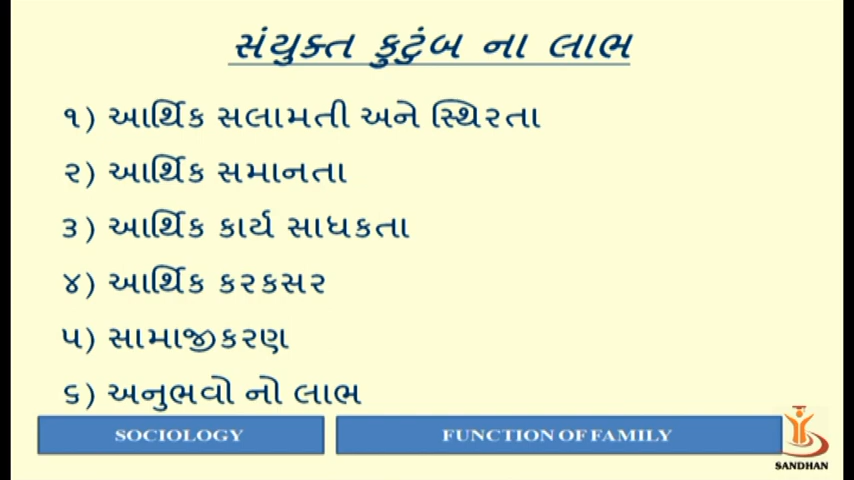 સંયુક્ત કુટુંબ ના લાભ
૧) આર્થિક સલામતી અને સ્થિરતા
૨) આર્થિક સમાનતા
૩) આર્થિક કાર્ય સાધકતા
૪) આર્થિક કરકસર
૫) સામાજીકરણ
૬) અનુભવો નો લાભ
SOCIOLOGY
FUNCTION OF FAMILY
SANDHAN